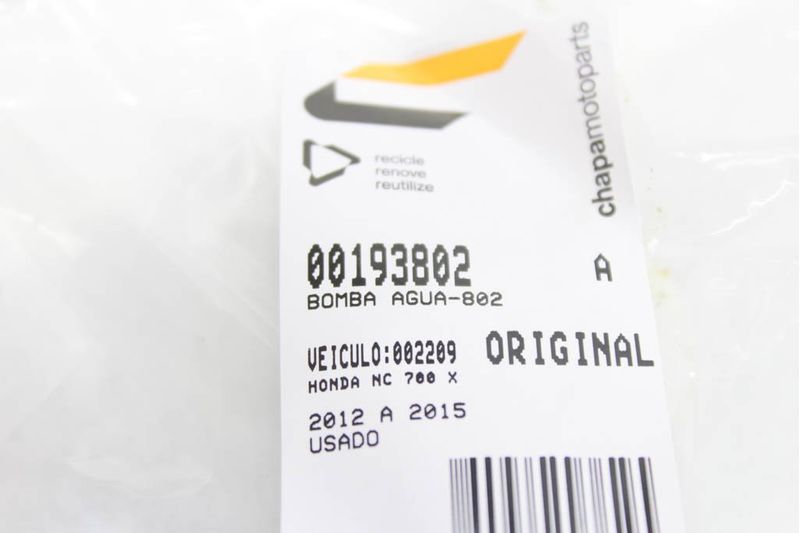 chapamotoparts
recicle
renove
reutilize
00193802 A
BOMBA AGUA-802
VEICULO:002209 ORIGINAL
HONDA NC 700 X
2012 A 2015
USADO